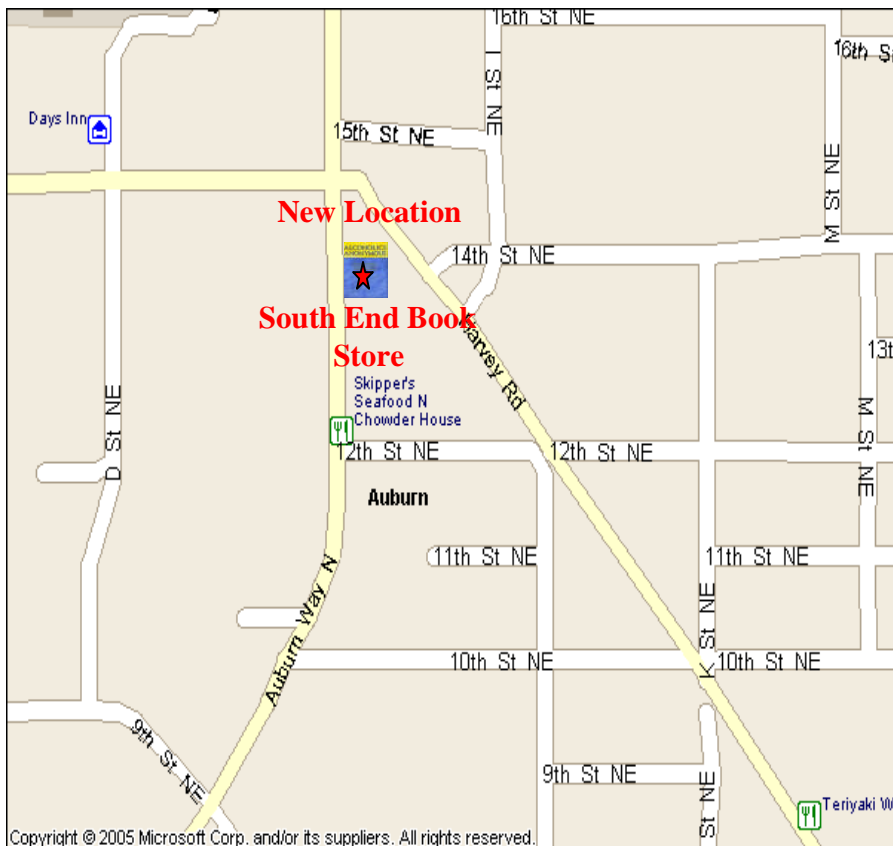 16th St NE
16th S
I St NE
Days Inn
15th St NE
M St NE
New Location
ALCOHOLICS
ANONYMOUS
14th St NE
South End Book
Store
Harvey Rd
13t
Skipper's
Seafood N
Chowder House
D St NE
12th St NE
12th St NE
M St NE
Auburn
11th St NE
11th St NE
Auburn Way N
K St NE
10th St NE
10th St NE
9th St NE
9th St NE
St NE
Teriyaki W
Copyright © 2005 Microsoft Corp. and/or its suppliers. All rights reserved.